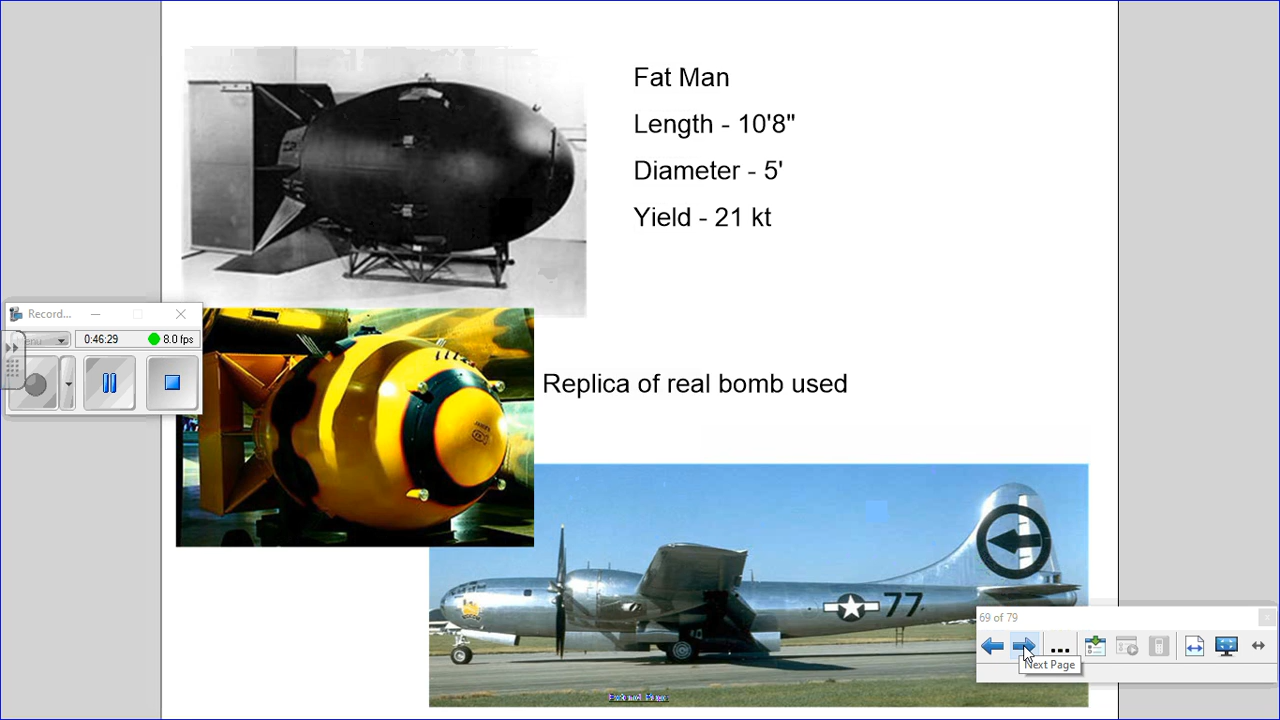 Fat Man
Length - 10'8"
Diameter - 5'
Yield - 21 kt
Record...
0:46.29
8.0 fps
Replica of real bomb used
77
69 of 79
...
Next Page